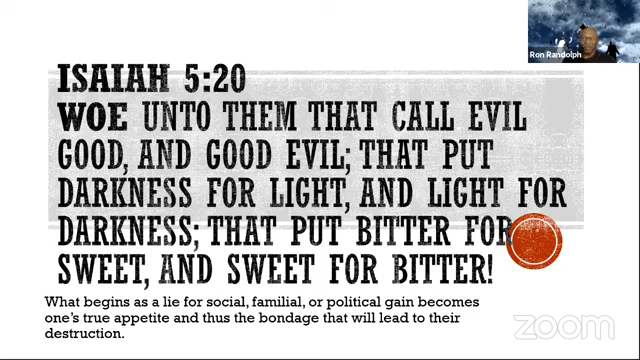 Ron Randolph
ISAIAH 5:20
WOE UNTO THEM THAT CALL EVIL
GOOD, AND GOOD EVIL; THAT PUT
DARKNESS FOR LIGHT, AND LIGHT FOR
DARKNESS; THAT PUT BITTER FOR
SWEET, AND SWEET FOR BITTER!
What begins as a lie for social, familial, or political gain becomes
one's true appetite and thus the bondage that will lead to their
destruction.
zoom